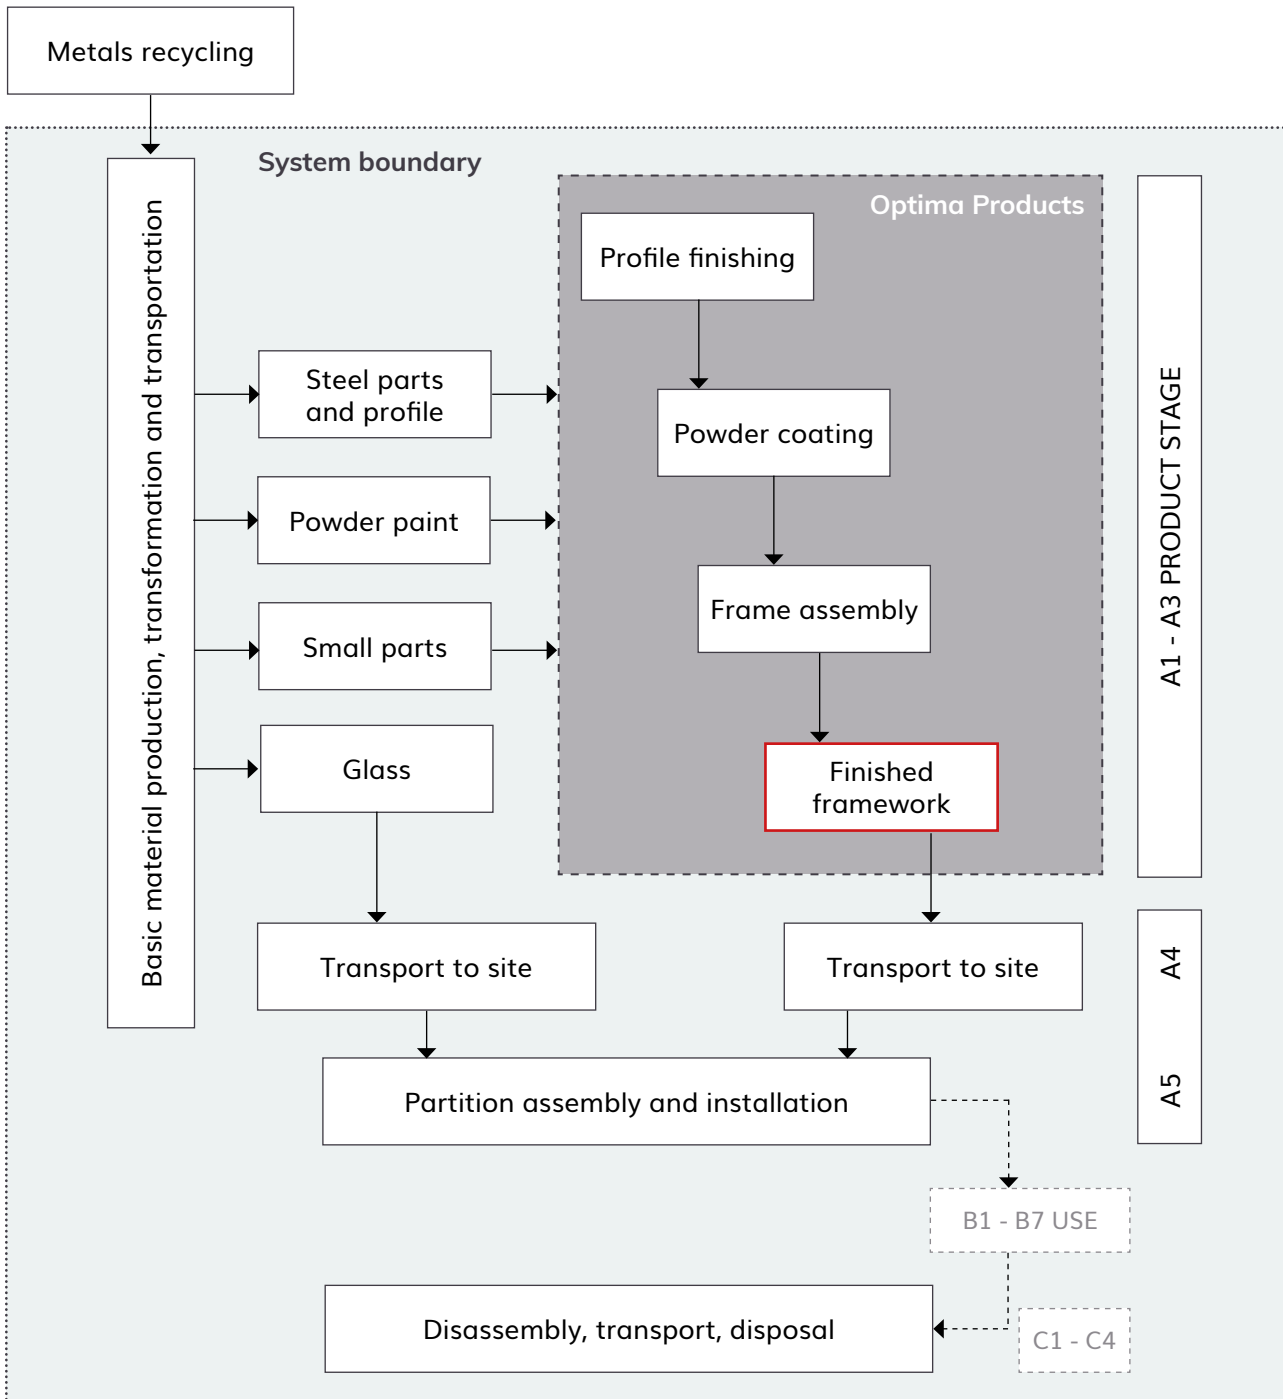 Metals recycling
System boundary
Basic material production, transformation and transportation
Optima Products
Profile finishing
Steel parts
and profile
Powder coating
Powder paint
Frame assembly
Small parts
Glass
Finished
framework
A1 - A3 PRODUCT STAGE
Transport to site
Transport to site
A4
Partition assembly and installation
A5
B1 - B7 USE
Disassembly, transport, disposal
C1 - C4